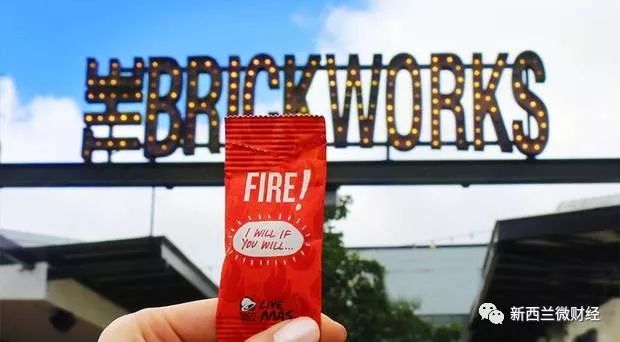 THE BRICKWORKS
FIRE!
I WILL IF
YOU WILL...
LIVE
MÁS
新西兰微财经